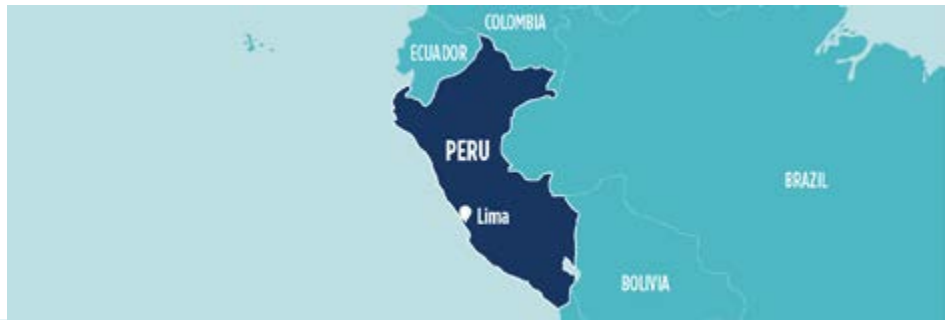 COLOMBIA
ECUADOR
PERU
BRAZIL
Lima
BOLIVIA